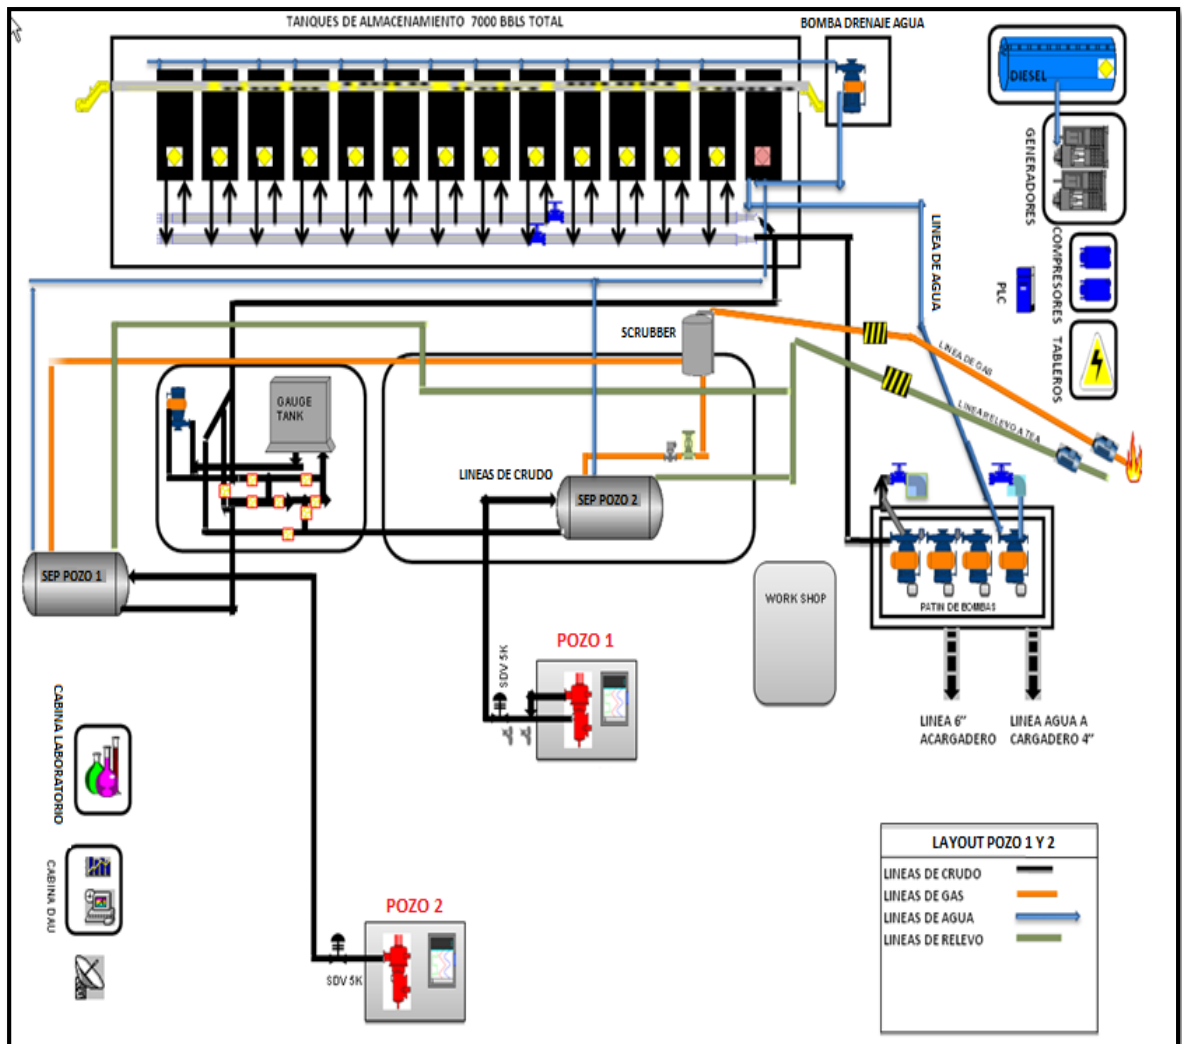 TANQUES DE ALMACENAMIENTO 7000 BBLS TOTAL
BOMBA DRENAJE AGUA
DIESEL
GENERADORES
COMPRESORES
PLC
TABLEROS
LINEA DE AGUA
SCRUBBER
LINEA DE GAS
LINEA RELEVO A TEA
GAUGE
TANK
LINEAS DE CRUDO
SEP POZO 2
SEP POZO 1
WORK SHOP
PATIN DE BOMBAS
POZO 1
SDV 5K
LINEA 6"
ACARGADERO
LINEA AGUA A
CARGADERO 4"
CABINA LABORATORIO
CABINA DAU
POZO 2
SDV 5K
LAYOUT POZO 1 Y 2
LINEAS DE CRUDO
LINEAS DE GAS
LINEAS DE AGUA
LINEAS DE RELEVO